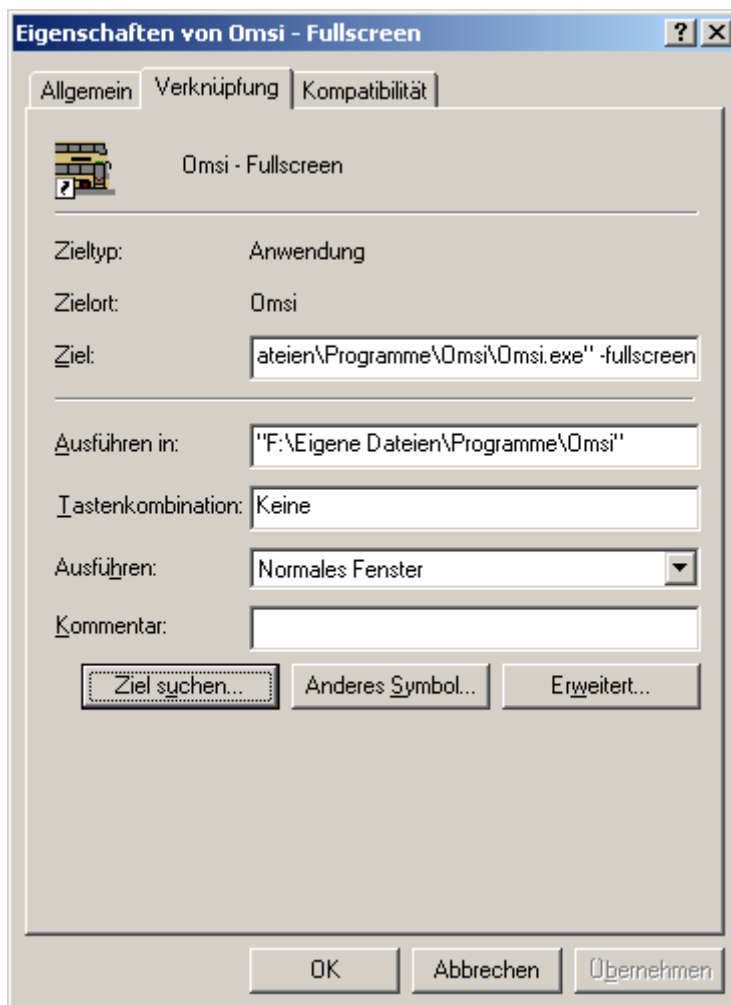 Eigenschaften von Omsi - Fullscreen
Allgemein Verknüpfung Kompatibilität
Omsi - Fullscreen
Zieltyp: Anwendung
Zielort: Omsi
Ziel: ateien\Programme\Omsi\Omsi.exe" -fullscreen
Ausführen in: "F:\Eigene Dateien\Programme\Omsi"
Tastenkombination: Keine
Ausführen: Normales Fenster
Kommentar:
Ziel suchen... Anderes Symbol... Erweitert...
OK Abbrechen Übernehmen